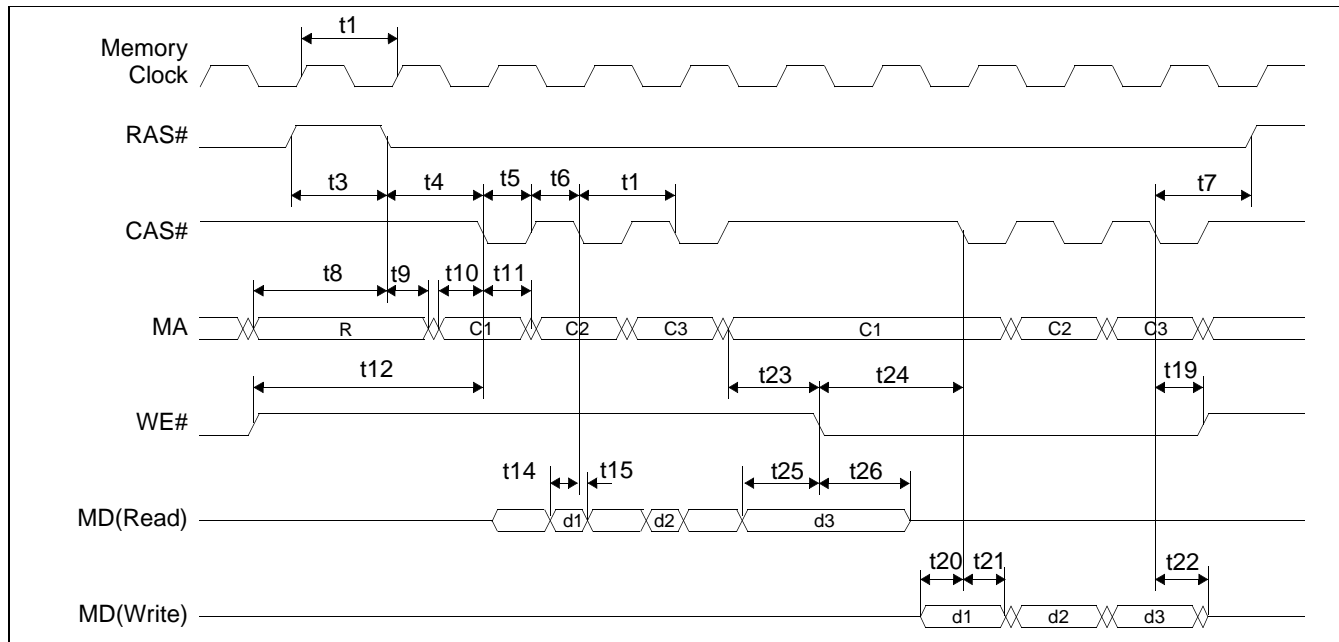 t1
Memory
Clock
RAS#
t3 t4 t5 t6 t1 t7
CAS#
t8 t9 t10 t11
MA R C1 C2 C3 C1 C2 C3
t12 t23 t24 t19
WE#
t14 t15 t25 t26
MD(Read) d1 d2 d3
t20 t21 t22
MD(Write) d1 d2 d3